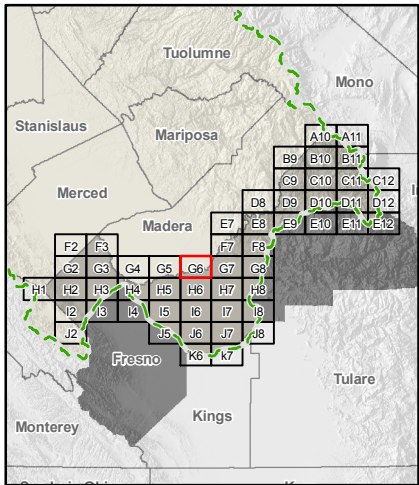 Tuolumne
Mono
Stanislaus
Mariposa
A10 A11
B9 B10 B11
Merced
C9 C10 C11 C12
D8 D9 D10 D11 D12
Madera
E7 E8 E9 E10 E11 E12
F2 F3 F7 F8
G2 G3 G4 G5 G6 G7 G8
H1 H2 H3 H4 H5 H6 H7 H8
I2 I3 I4 I5 I6 I7 I8
J2 J5 J6 J7 J8
Fresno
K6 k7
Tulare
Kings
Monterey